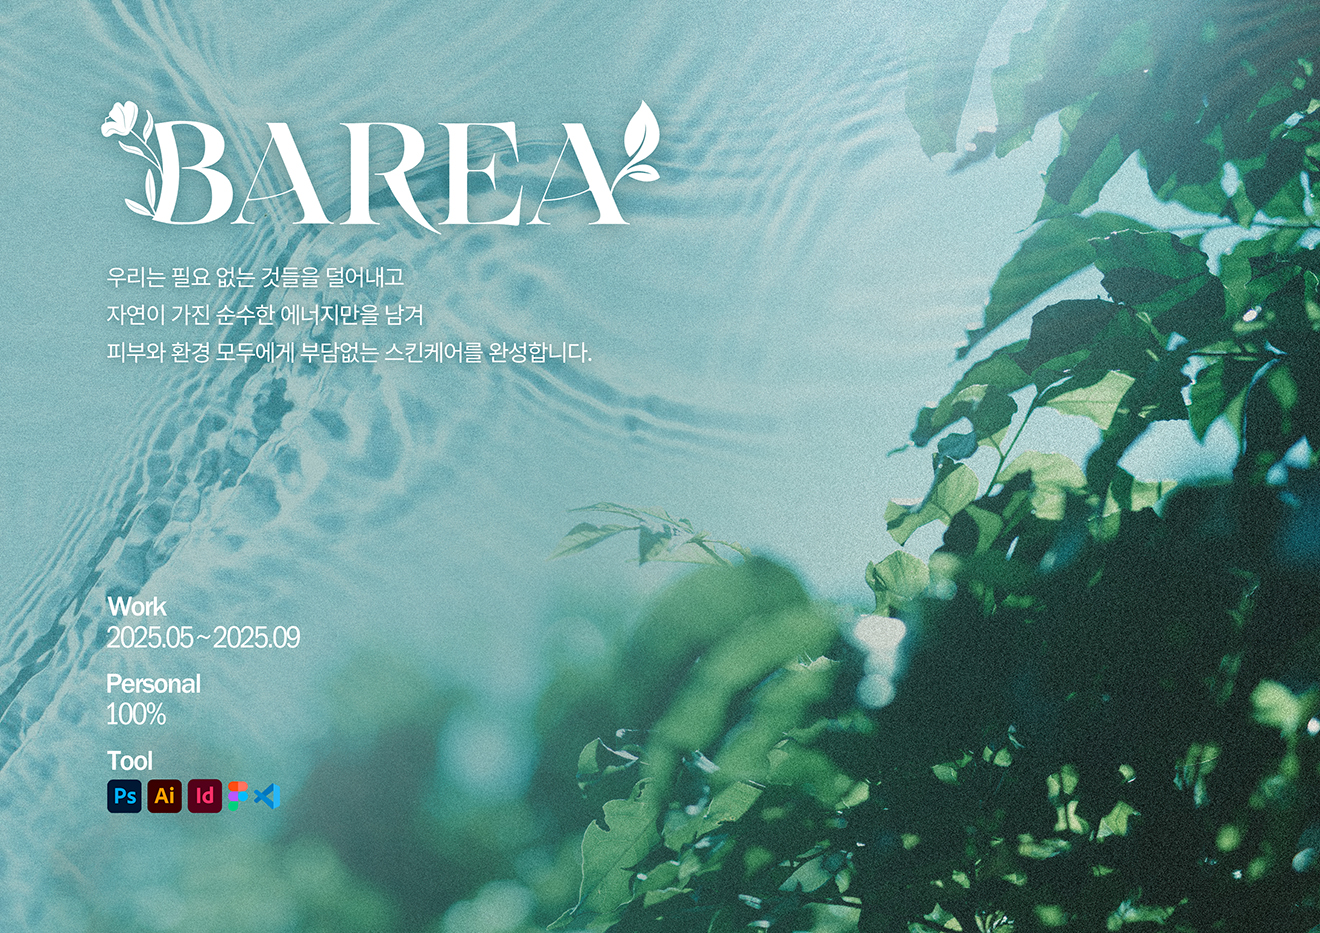 BAREA
우리는 필요 없는 것들을 덜어내고
자연이 가진 순수한 에너지만을 남겨
피부와 환경 모두에게 부담없는 스킨케어를 완성합니다.
Work
2025.05~2025.09
Personal
100%
Tool
Ps Ai Id